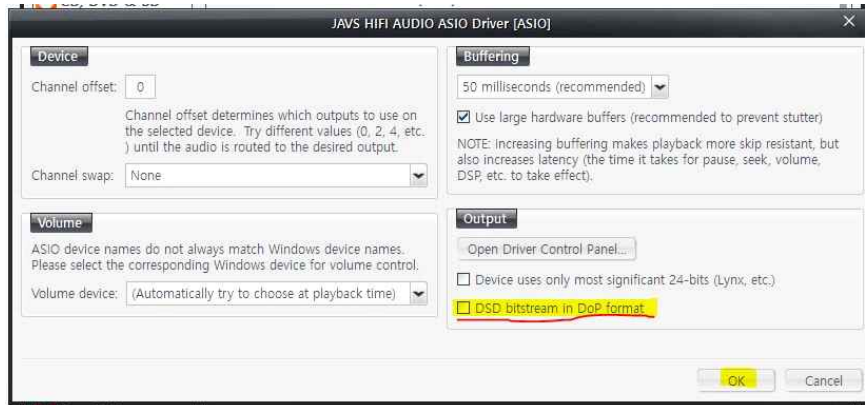 JAVS HIFI AUDIO ASIO Driver [ASIO]
Device
Channel offset: 0
Channel offset determines which outputs to use on
the selected device. Try different values (0, 2, 4, etc.
) until the audio is routed to the desired output.
Channel swap: None
Volume
ASIO device names do not always match Windows device names.
Please select the corresponding Windows device for volume control.
Volume device: (Automatically try to choose at playback time)
Buffering
50 milliseconds (recommended)
Use large hardware buffers (recommended to prevent stutter)
NOTE: Increasing buffering makes playback more skip resistant, but
also increases latency (the time it takes for pause, seek, volume,
DSP, etc. to take effect).
Output
Open Driver Control Panel...
Device uses only most significant 24-bits (Lynx, etc.)
DSD bitstream in DoP format
OK Cancel